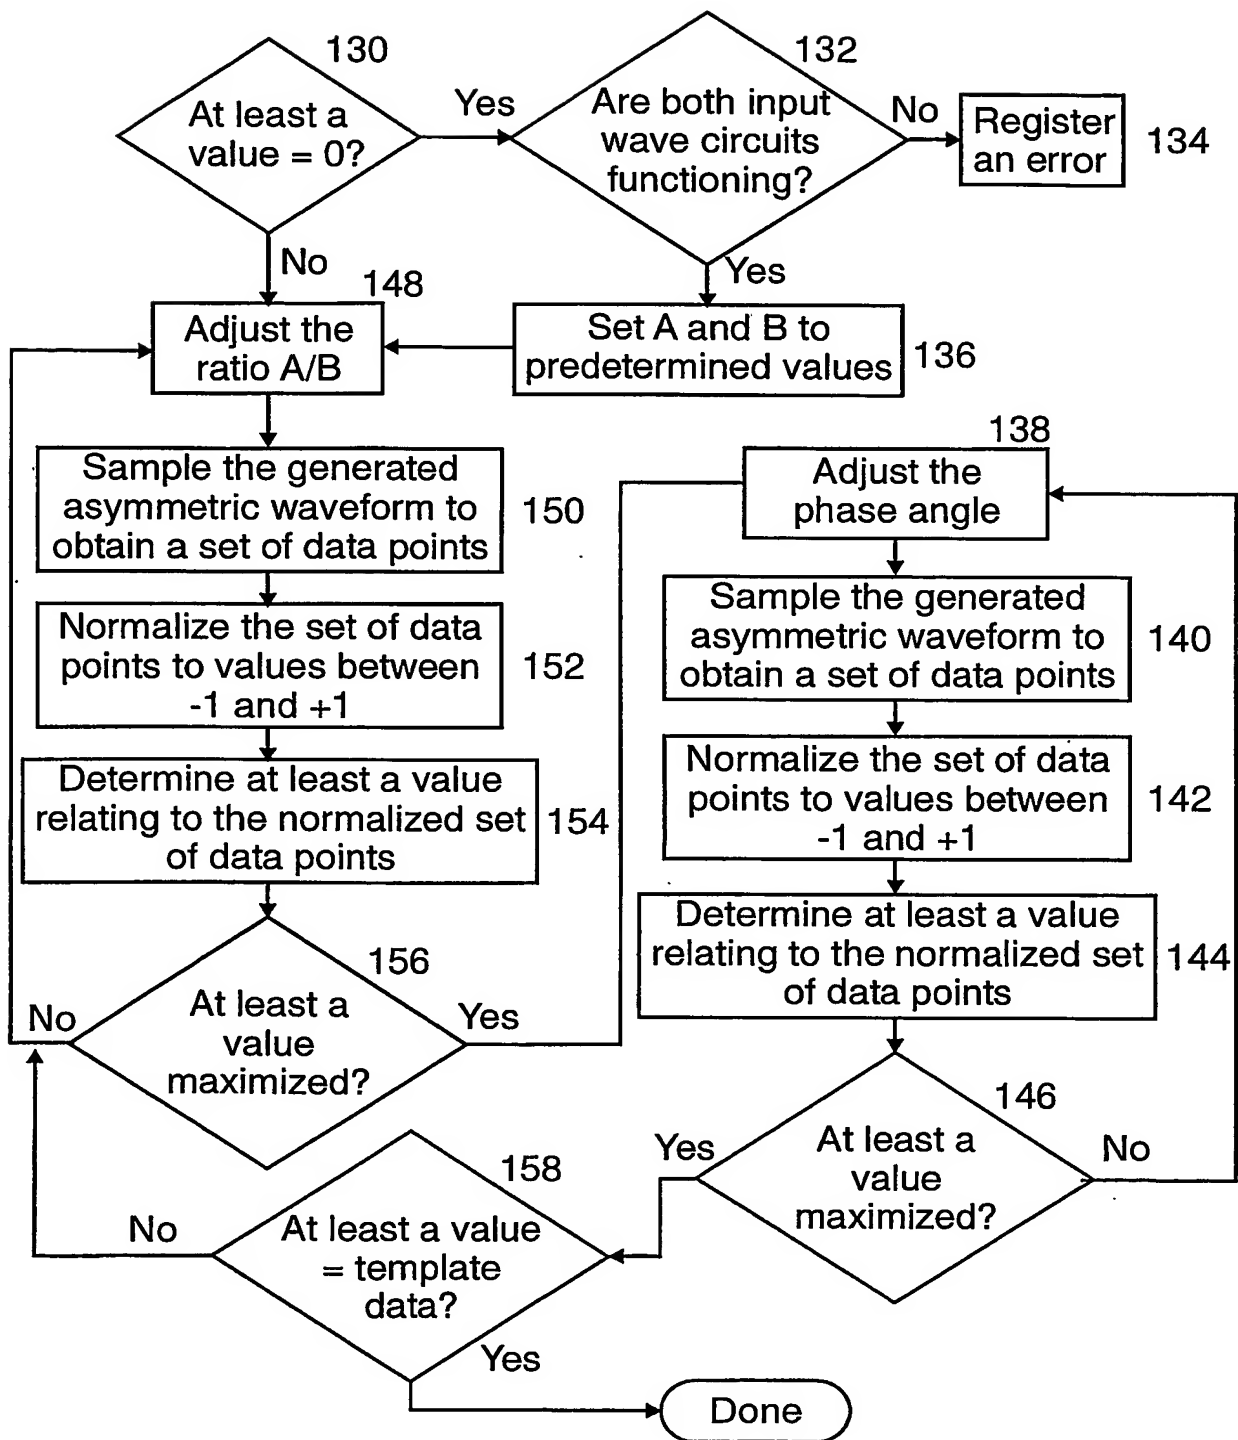 130
At least a
value = 0?
Yes
No
132
Are both input
wave circuits
functioning?
No
Yes
Register
an error
134
148
Adjust the
ratio A/B
Set A and B to
predetermined values
136
Sample the generated
asymmetric waveform to
obtain a set of data points
150
Normalize the set of data
points to values between
-1 and +1
152
Determine at least a value
relating to the normalized set
of data points
154
156
At least a
value
maximized?
No
Yes
138
Adjust the
phase angle
Sample the generated
asymmetric waveform to
obtain a set of data points
140
Normalize the set of data
points to values between
-1 and +1
142
Determine at least a value
relating to the normalized set
of data points
144
146
At least a
value
maximized?
Yes
No
158
At least a value
= template
data?
No
Yes
Done